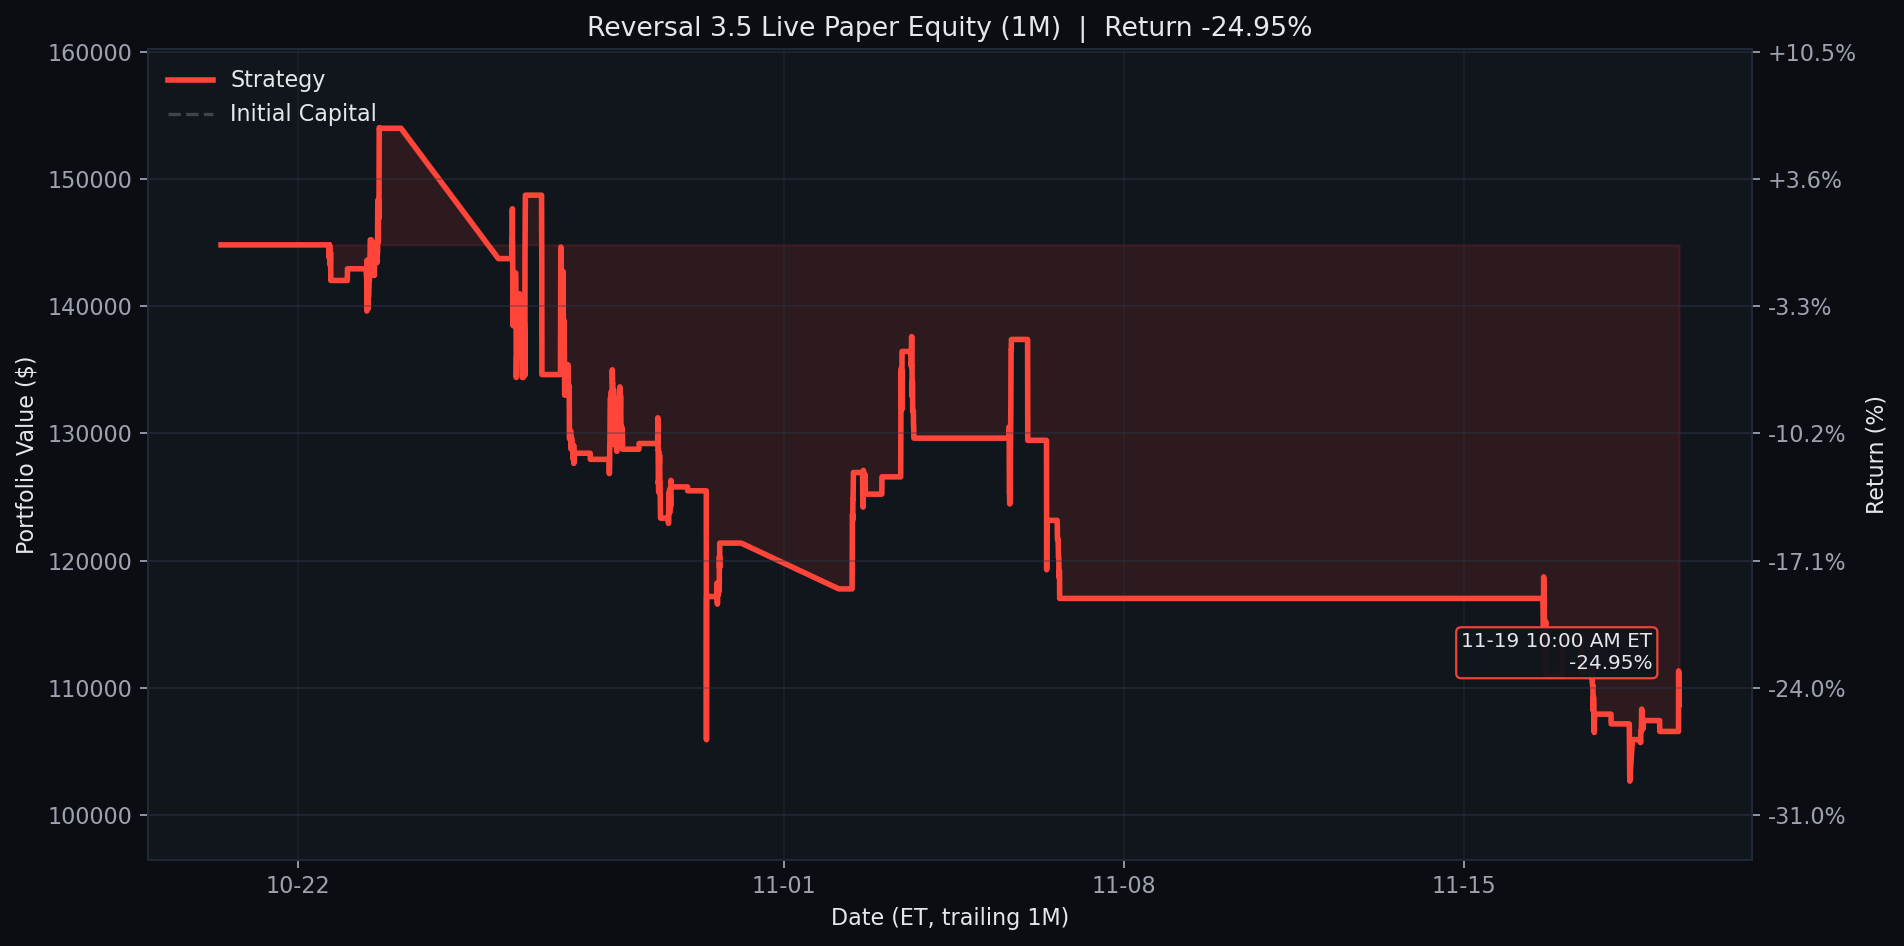 Reversal 3.5 Live Paper Equity (1M)  |  Return -24.95%
Strategy
Initial Capital
160000
150000
140000
130000
120000
110000
100000
Portfolio Value ($)
+10.5%
+3.6%
-3.3%
-10.2%
-17.1%
-24.0%
-31.0%
Return (%)
11-19 10:00 AM ET
-24.95%
10-22
11-01
11-08
11-15
Date (ET, trailing 1M)